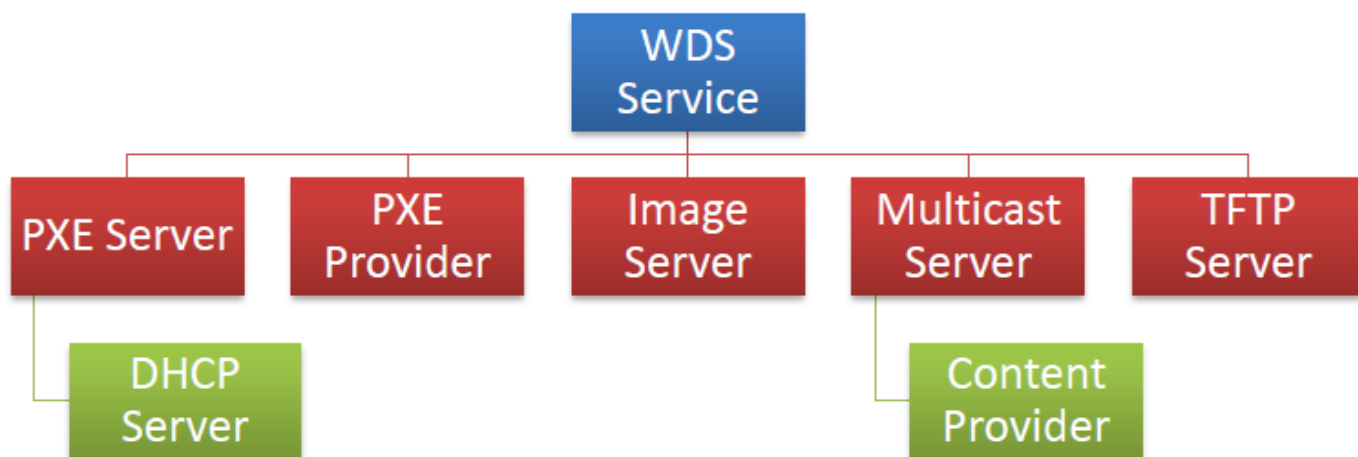 WDS
Service
PXE Server
PXE
Provider
Image
Server
Multicast
Server
TFTP
Server
DHCP
Server
Content
Provider